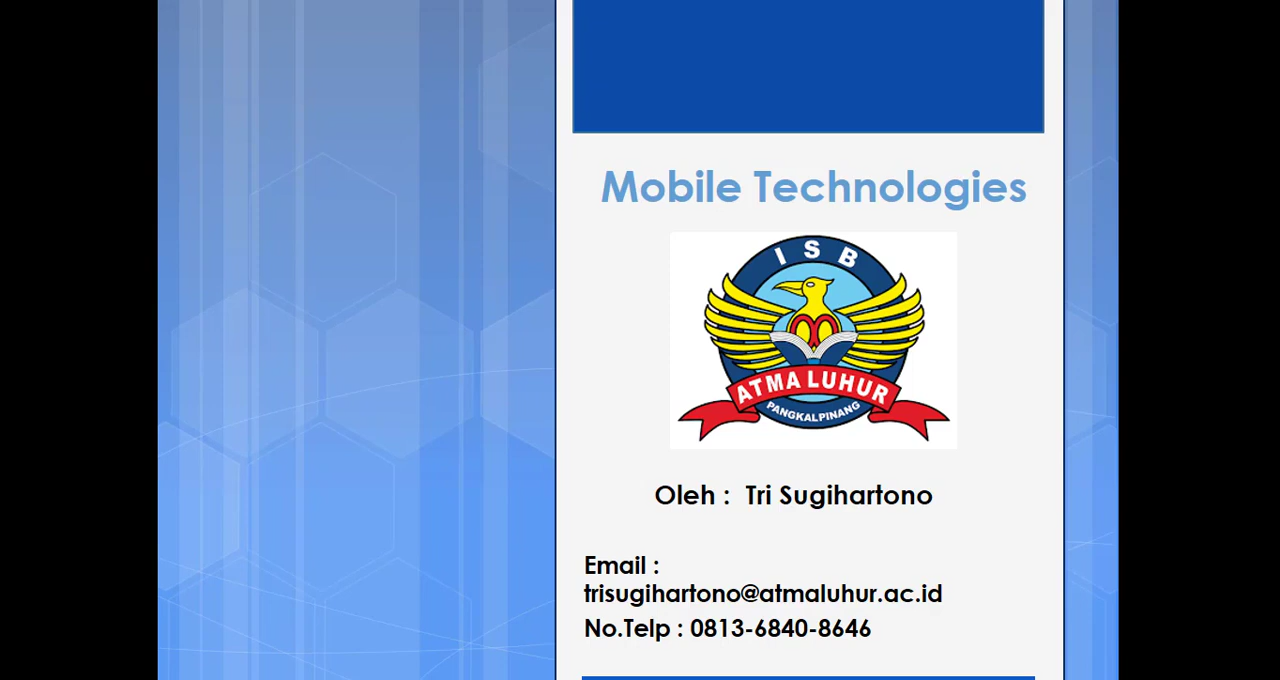 Mobile Technologies
I S B
ATMA LUHUR
PANGKALPINANG
Oleh : Tri Sugihartono
Email :
trisugihartono@atmaluhur.ac.id
No.Telp : 0813-6840-8646